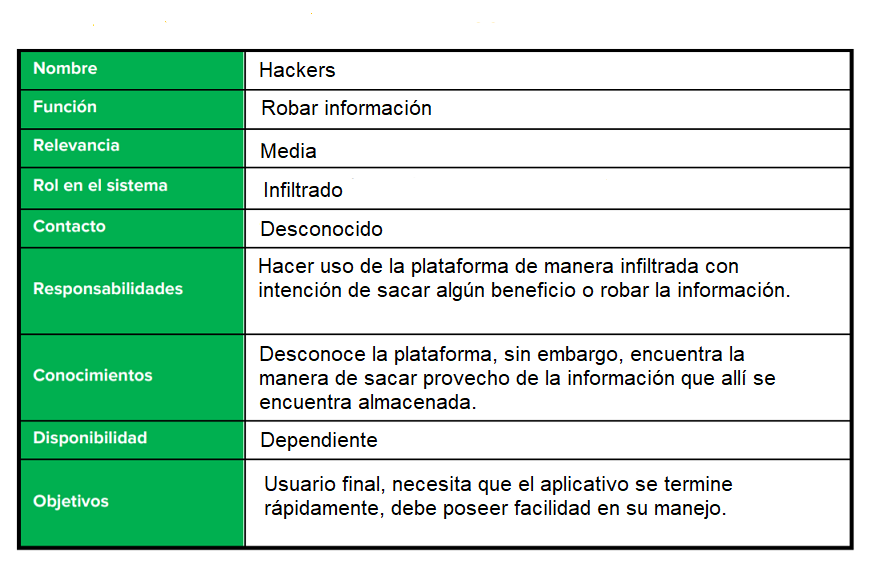 Nombre
Hackers
Función
Robar información
Relevancia
Media
Rol en el sistema
Infiltrado
Contacto
Desconocido
Responsabilidades
Hacer uso de la plataforma de manera infiltrada con
intención de sacar algún beneficio o robar la información.
Conocimientos
Desconoce la plataforma, sin embargo, encuentra la
manera de sacar provecho de la información que allí se
encuentra almacenada.
Disponibilidad
Dependiente
Objetivos
Usuario final, necesita que el aplicativo se termine
rápidamente, debe poseer facilidad en su manejo.